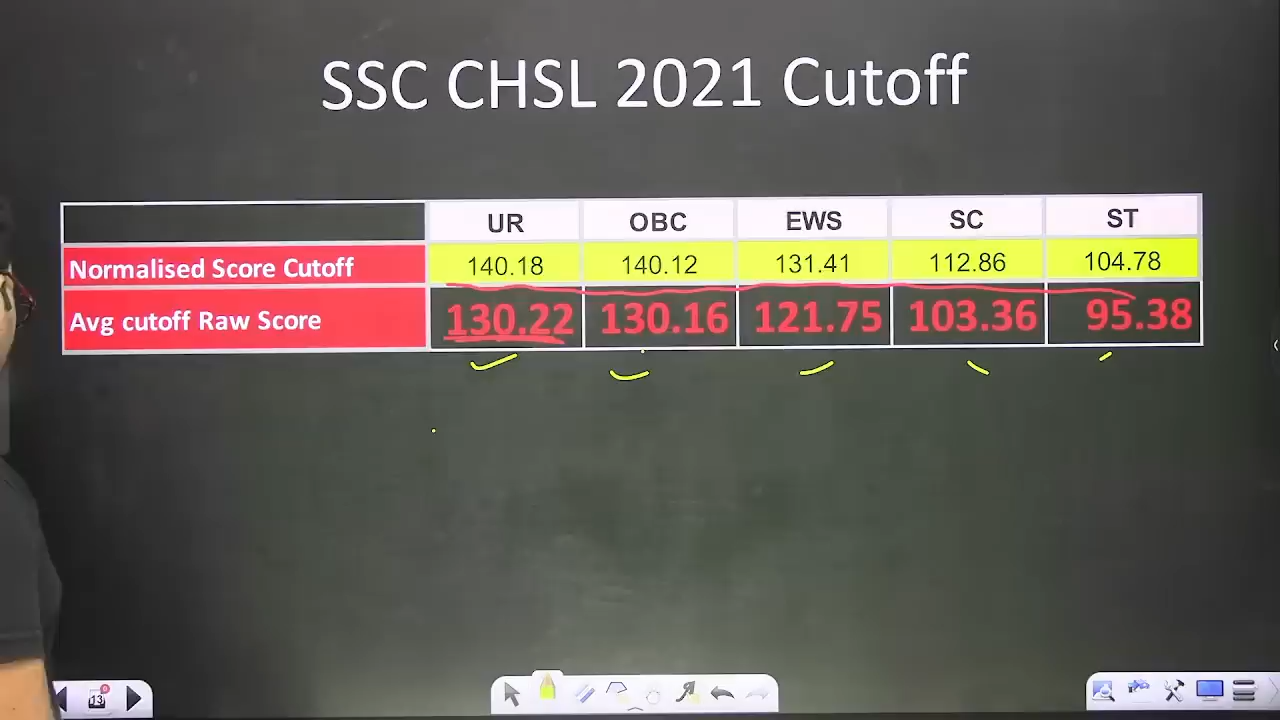 SSC CHSL 2021 Cutoff
UR OBC EWS SC ST
Normalised Score Cutoff 140.18 140.12 131.41 112.86 104.78
Avg cutoff Raw Score 130.22 130.16 121.75 103.36 95.38
13